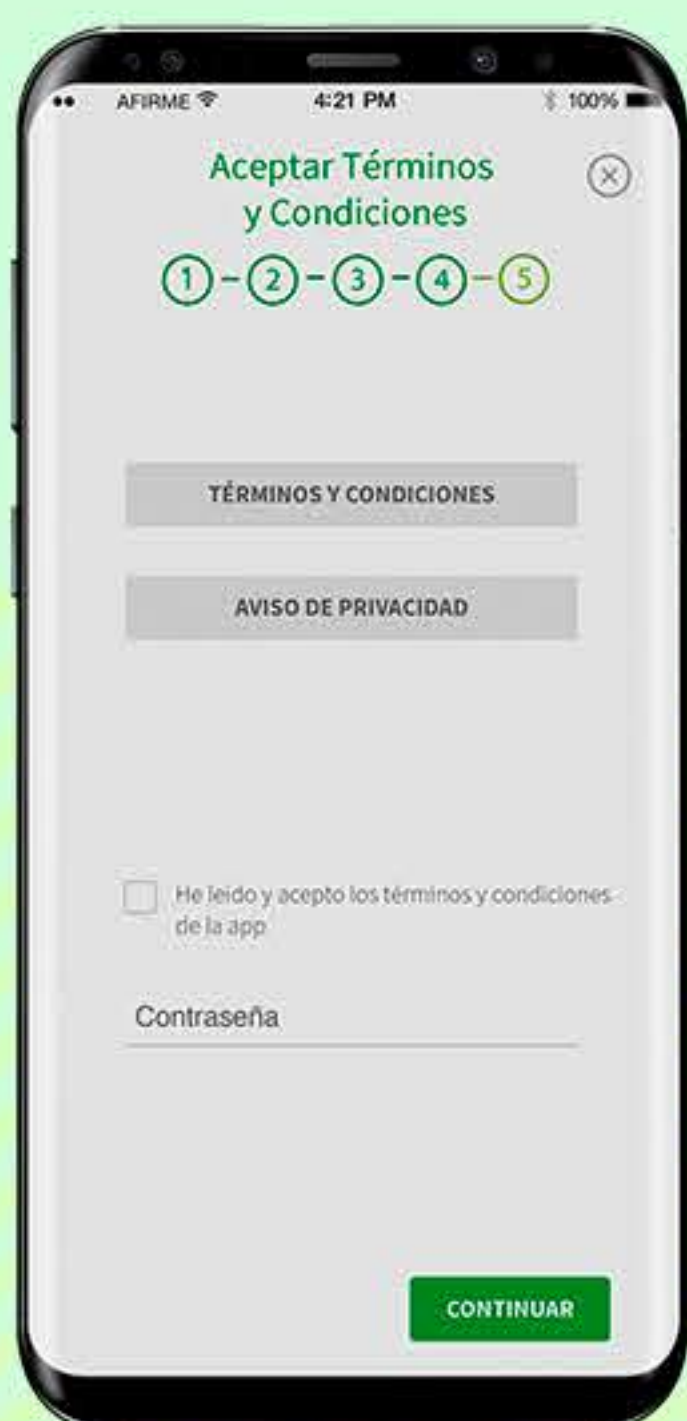 AFIRME 4:21 PM 100%
Aceptar Términos
y Condiciones
1 - 2 - 3 - 4 - 5
TÉRMINOS Y CONDICIONES
AVISO DE PRIVACIDAD
He leido y acepto los términos y condiciones
de la app
Contraseña
CONTINUAR